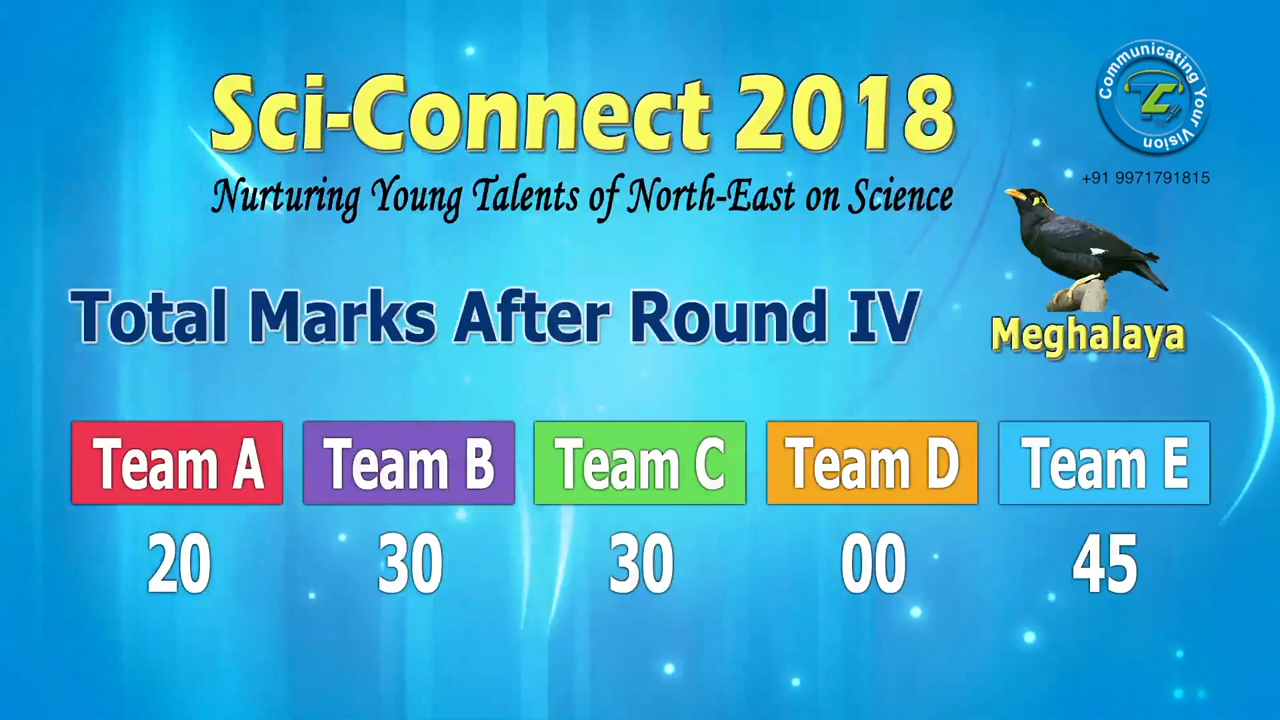 Sci-Connect 2018
Nurturing Young Talents of North-East on Science
Communicating Your Vision
+91 9971791815
Total Marks After Round IV
Meghalaya
Team A Team B Team C Team D Team E
20 30 30 00 45